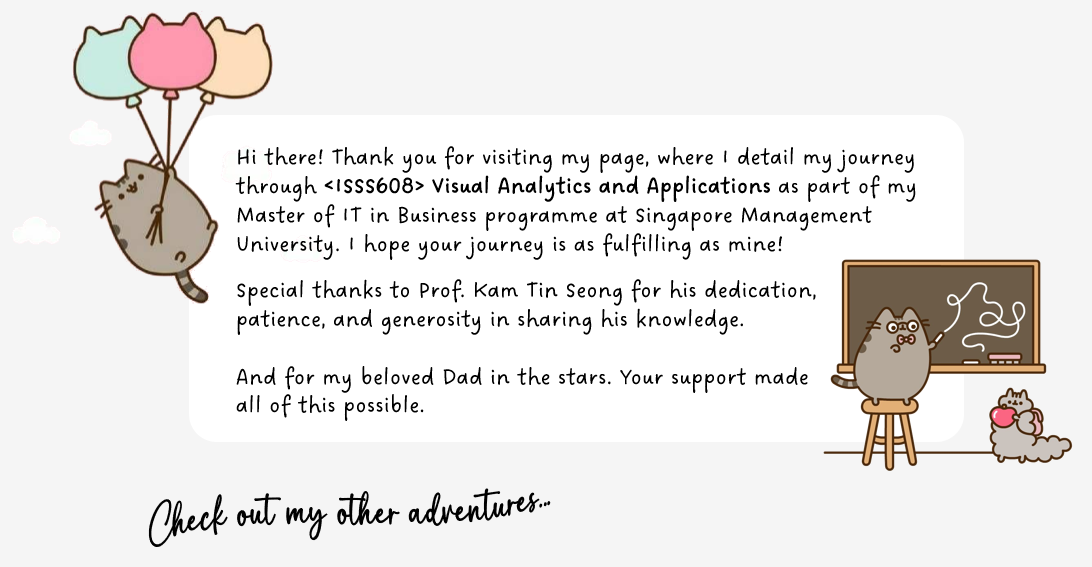 Hi there! Thank you for visiting my page, where I detail my journey
through <ISSS608> Visual Analytics and Applications as part of my
Master of IT in Business programme at Singapore Management
University. I hope your journey is as fulfilling as mine!
Special thanks to Prof. Kam Tin Seong for his dedication,
patience, and generosity in sharing his knowledge.
And for my beloved Dad in the stars. Your support made
all of this possible.
Check out my other adventures...